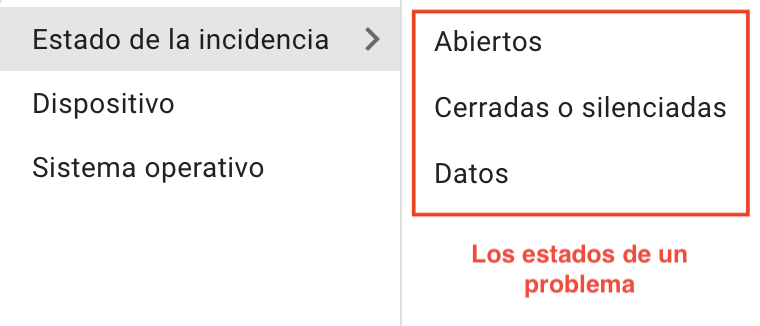 Estado de la incidencia
Dispositivo
Sistema operativo
Abiertos
Cerradas o silenciadas
Datos
Los estados de un
problema